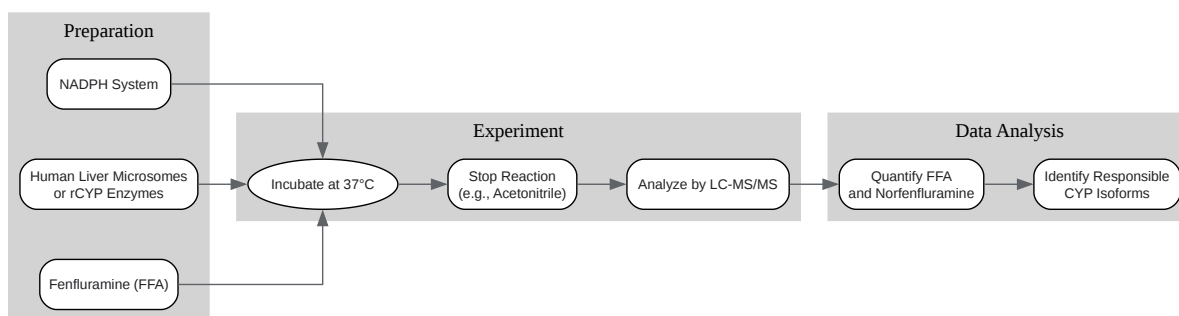 Preparation
NADPH System
Human Liver Microsomes
or rCYP Enzymes
Fenfluramine (FFA)
Experiment
Incubate at 37°C
Stop Reaction
(e.g., Acetonitrile)
Analyze by LC-MS/MS
Data Analysis
Quantify FFA
and Norfenfluramine
Identify Responsible
CYP Isoforms